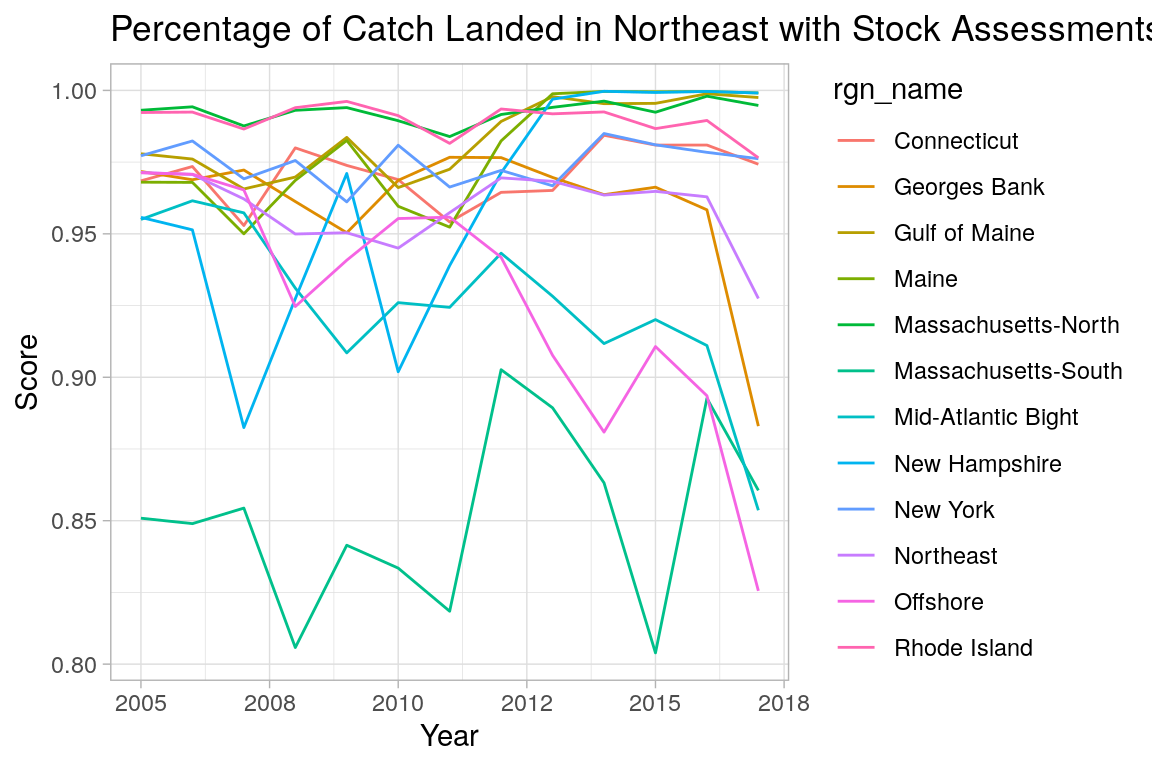 Percentage of Catch Landed in Northeast with Stock Assessments
1.00
0.95
0.90
0.85
0.80
Score
2005
2008
2010
2012
2015
2018
Year
rgn_name
Connecticut
Georges Bank
Gulf of Maine
Maine
Massachusetts-North
Massachusetts-South
Mid-Atlantic Bight
New Hampshire
New York
Northeast
Offshore
Rhode Island